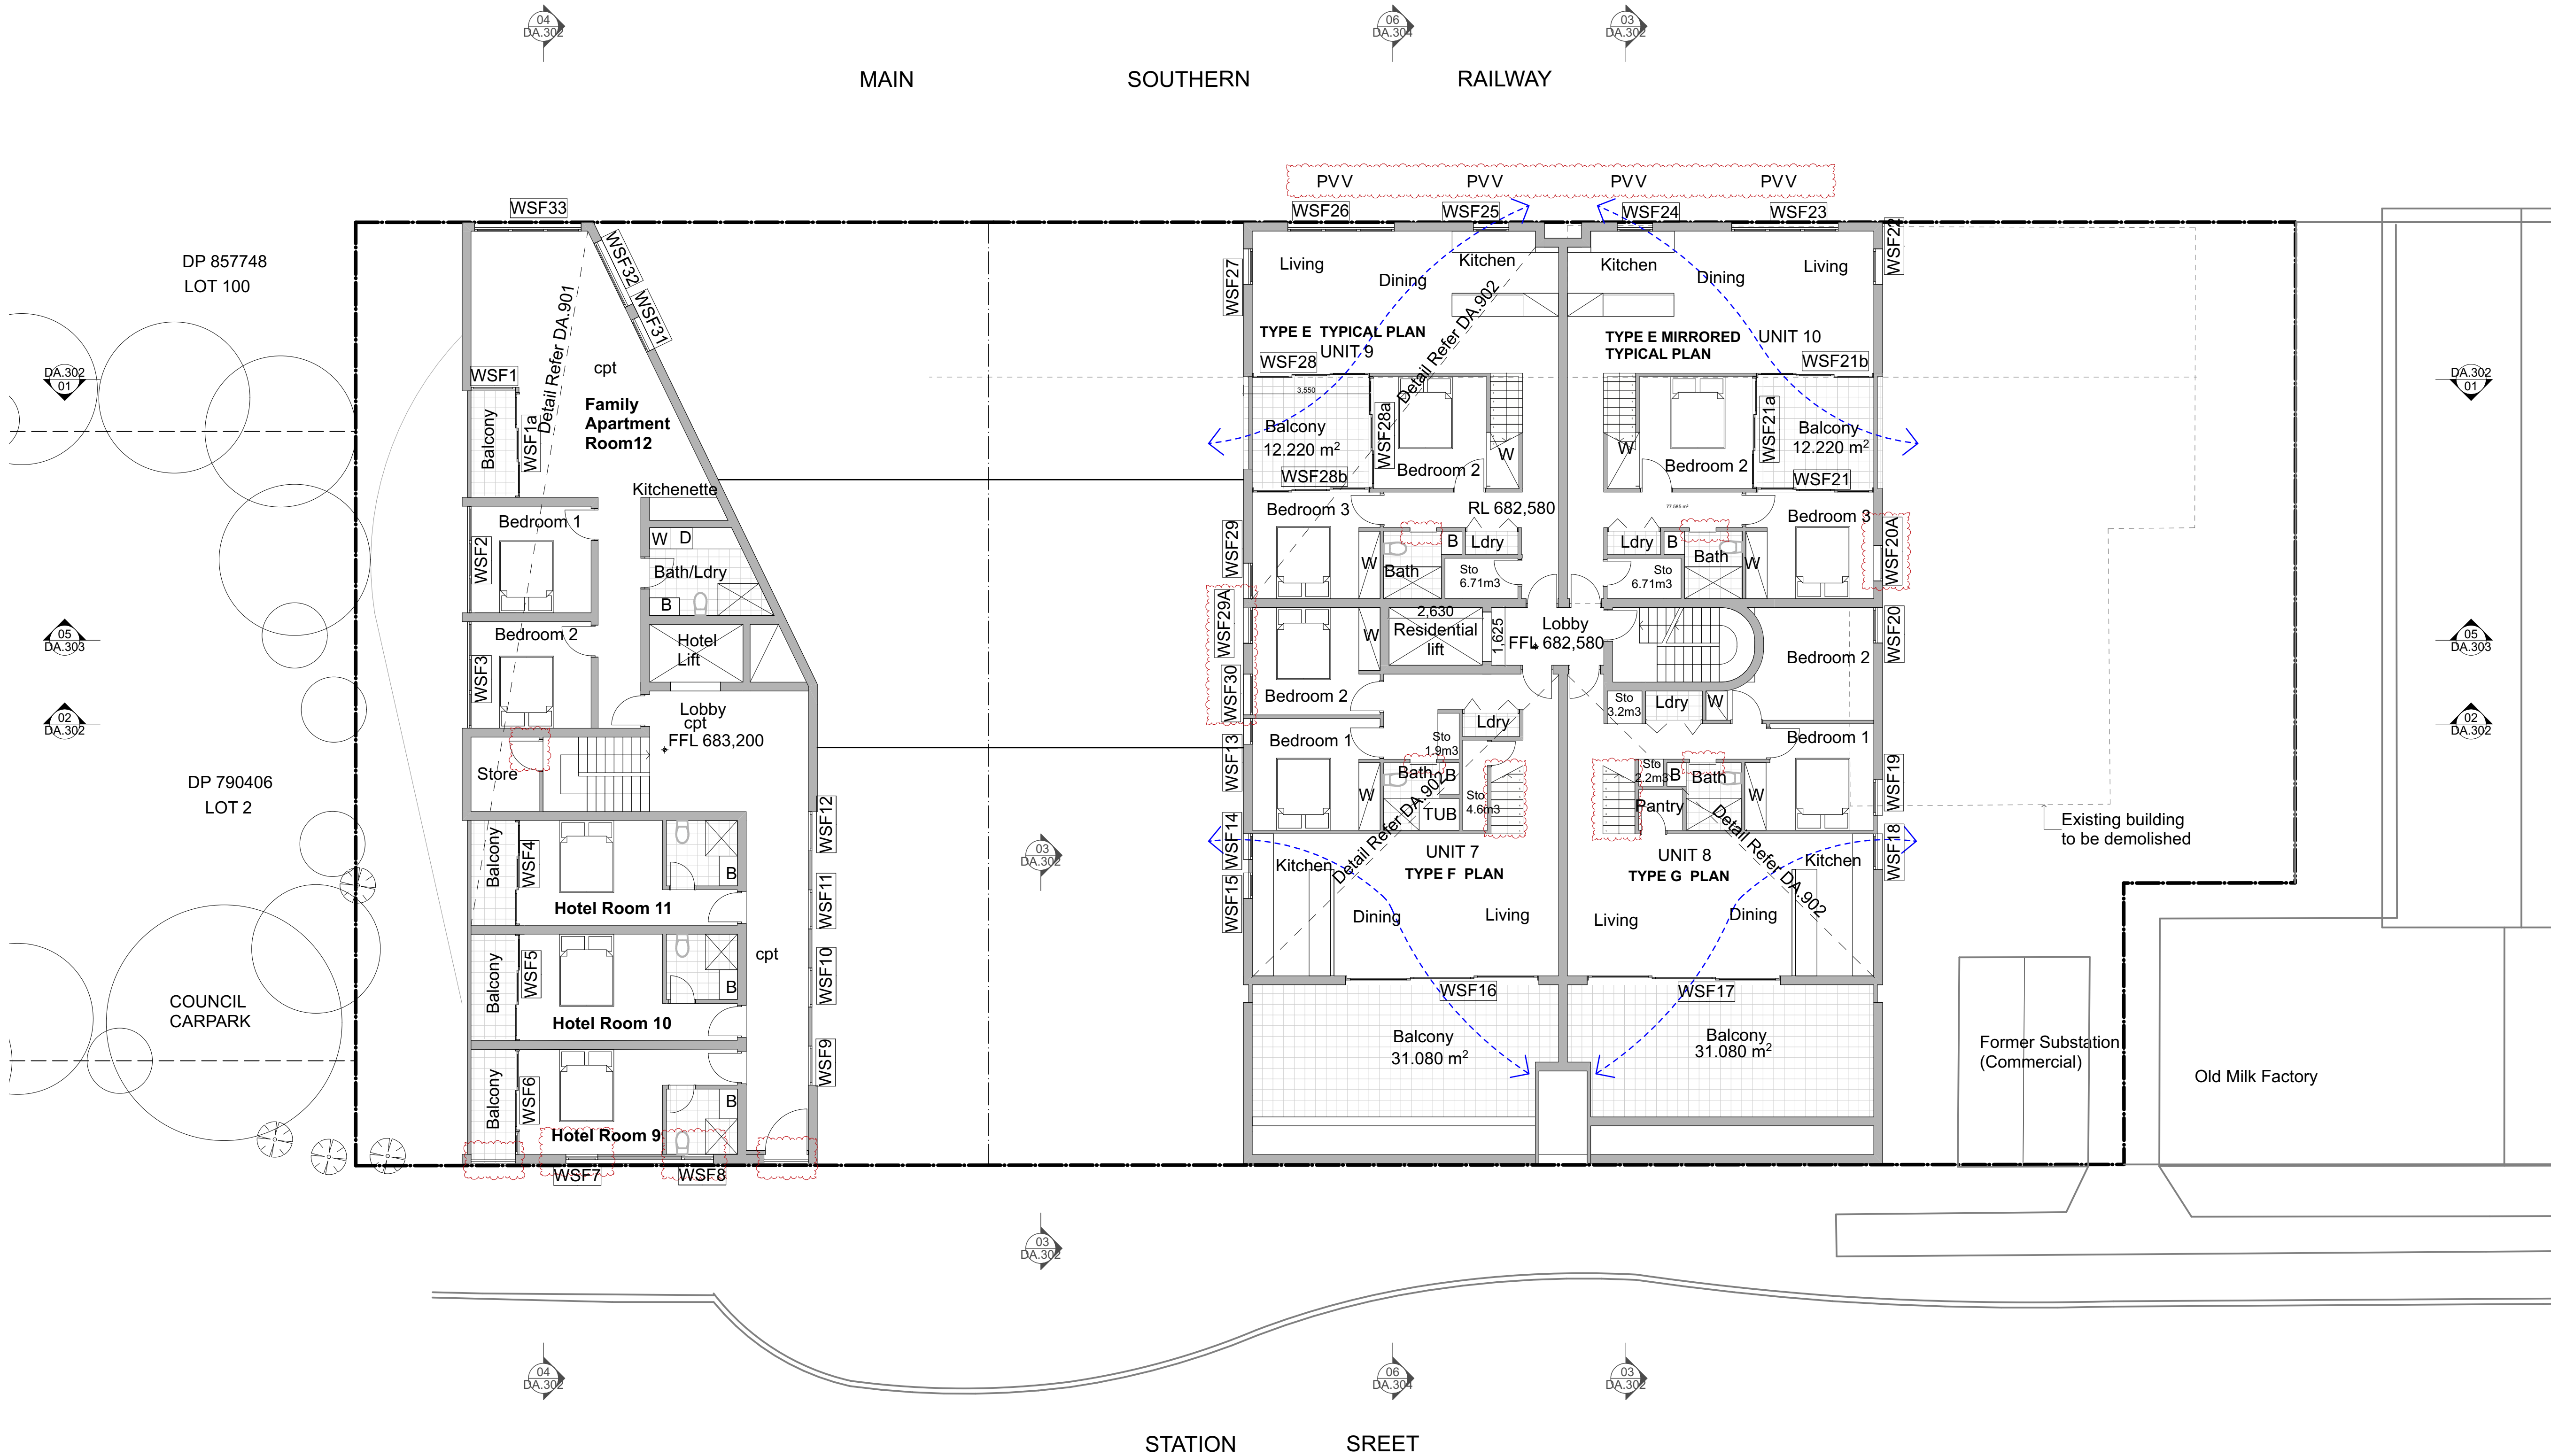 04
DA.302
06
DA.304
03
DA.302
MAIN SOUTHERN RAILWAY
PVV PVV PVV PVV
WSF33
WSF26
WSF25
WSF24
WSF23
WSF22
WSF32
WSF31
WSF27
DP 857748
LOT 100
Living
Dining
Kitchen
Kitchen
Dining
Living
Detail Refer DA.901
Detail Refer DA.902
TYPE E TYPICAL PLAN
UNIT 9
TYPE E MIRRORED
TYPICAL PLAN
UNIT 10
WSF28
WSF21b
DA.302
01
DA.302
01
WSF1
cpt
3,550
Family
Apartment
Room12
Balcony
WSF1a
Balcony
12.220 m²
WSF28a
WSF28b
Bedroom 2
W
W
Bedroom 2
WSF21a
Balcony
12.220 m²
WSF21
Kitchenette
Bedroom 1
WSF2
W
D
Bath/Ldry
B
Bedroom 3
WSF29
RL 682,580
77.565 m²
Bedroom 3
WSF20A
W
Bath
B
Ldry
Sto
6.71m3
Ldry
B
Bath
W
Sto
6.71m3
WSF29A
W
2,630
Residential
lift
1,625
Lobby
FFL 682,580
WSF20
Bedroom 2
05
DA.303
05
DA.303
Bedroom 2
WSF3
Hotel
Lift
WSF30
Bedroom 2
Sto
3.2m3
Ldry
W
02
DA.302
02
DA.302
Lobby
cpt
FFL 683,200
Ldry
WSF13
Bedroom 1
Sto
1.9m3
Bedroom 1
WSF19
Store
DP 790406
LOT 2
Bath
B
W
TUB
Sto
4.6m3
Sto
2.2m3
B
Bath
W
Pantry
Detail Refer DA.902
Detail Refer DA.902
Existing building
to be demolished
WSF12
WSF14
WSF18
Balcony
WSF4
B
Hotel Room 11
WSF11
03
DA.302
Kitchen
UNIT 7
TYPE F PLAN
UNIT 8
TYPE G PLAN
Kitchen
WSF15
Dining
Living
Living
Dining
Balcony
WSF5
B
Hotel Room 10
cpt
WSF10
WSF16
WSF17
COUNCIL
CARPARK
Balcony
31.080 m²
Balcony
31.080 m²
Former Substation
(Commercial)
Old Milk Factory
Balcony
WSF6
B
Hotel Room 9
WSF9
WSF7
WSF8
03
DA.302
04
DA.302
06
DA.304
03
DA.302
STATION SREET